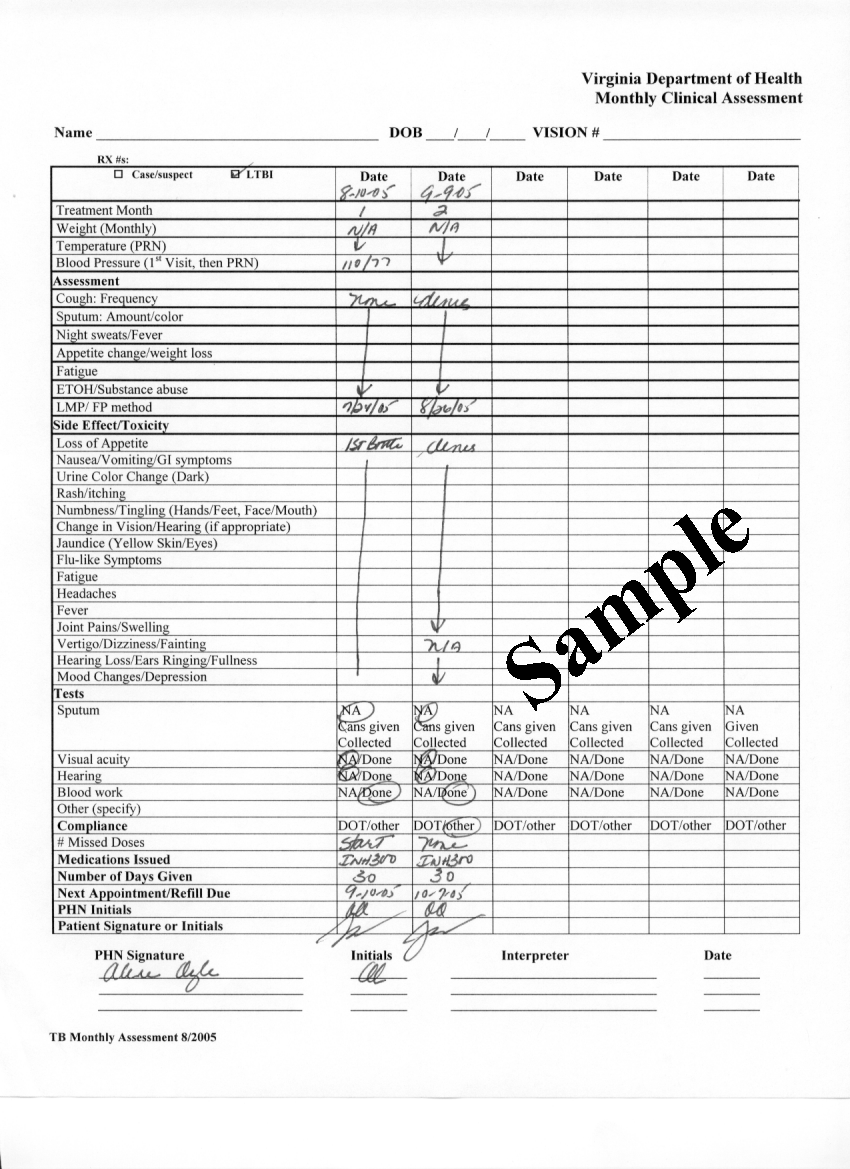 Virginia Department of Health
Monthly Clinical Assessment
Name ____ DOB ___/___/___ VISION # ____
RX #s:
☐ Case/suspect ☑ LTBI Date Date Date Date Date Date
8-10-05 9-9-05
Treatment Month 1 2
Weight (Monthly) N/A N/A
Temperature (PRN)
Blood Pressure (1st Visit, then PRN) 110/77
Assessment
Cough: Frequency None denies
Sputum: Amount/color
Night sweats/Fever
Appetite change/weight loss
Fatigue
ETOH/Substance abuse
LMP/ FP method 7/24/05 8/26/05
Side Effect/Toxicity
Loss of Appetite 1st Bottle denies
Nausea/Vomiting/GI symptoms
Urine Color Change (Dark)
Rash/itching
Numbness/Tingling (Hands/Feet, Face/Mouth)
Change in Vision/Hearing (if appropriate)
Jaundice (Yellow Skin/Eyes)
Flu-like Symptoms
Fatigue
Headaches
Fever
Joint Pains/Swelling
Vertigo/Dizziness/Fainting N/A
Hearing Loss/Ears Ringing/Fullness
Mood Changes/Depression
Sample
Tests
Sputum NA NA NA NA NA NA
Cans given Cans given Cans given Cans given Cans given Given
Collected Collected Collected Collected Collected Collected
Visual acuity NA/Done NA/Done NA/Done NA/Done NA/Done NA/Done
Hearing NA/Done NA/Done NA/Done NA/Done NA/Done NA/Done
Blood work NA/Done NA/Done NA/Done NA/Done NA/Done NA/Done
Other (specify)
Compliance DOT/other DOT/other DOT/other DOT/other DOT/other DOT/other
# Missed Doses Start None
Medications Issued INH300 INH300
Number of Days Given 30 30
Next Appointment/Refill Due 9-10-05 10-7-05
PHN Initials
Patient Signature or Initials
PHN Signature Initials Interpreter Date
TB Monthly Assessment 8/2005